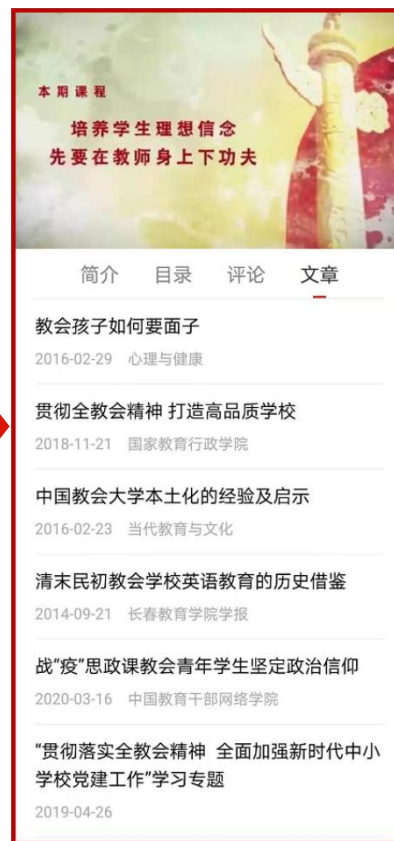 本期课程
培养学生理想信念
先要在教师身上下功夫
简介 目录 评论 文章
教会孩子如何要面子
2016-02-29 心理与健康
贯彻全教会精神 打造高品质学校
2018-11-21 国家教育行政学院
中国教会大学本土化的经验及启示
2016-02-23 当代教育与文化
清末民初教会学校英语教育的历史借鉴
2014-09-21 长春教育学院学报
战“疫”思政课教会青年学生坚定政治信仰
2020-03-16 中国教育干部网络学院
“贯彻落实全教会精神 全面加强新时代中小
学校党建工作”学习专题
2019-04-26